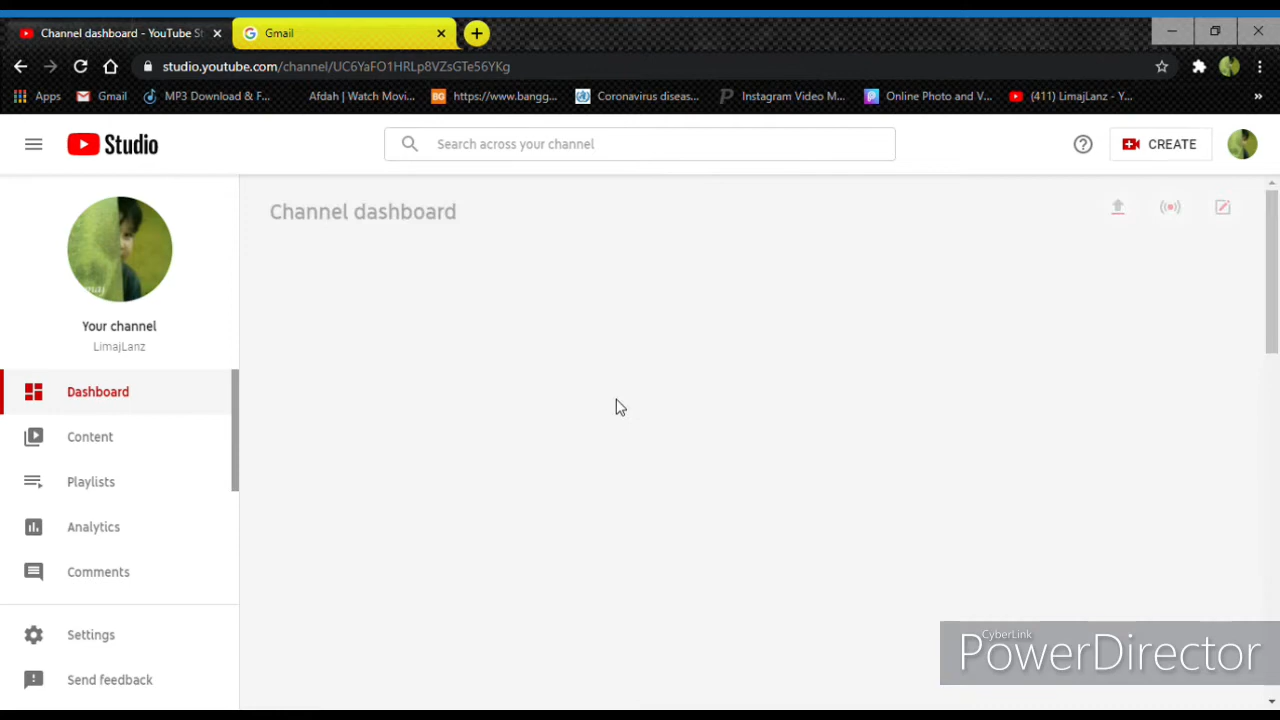 Channel dashboard - YouTube St
Gmail
studio.youtube.com/channel/UC6YaFO1HRLp8VZsGTe56YKg
Apps
Gmail
MP3 Download & F...
Afdah | Watch Movi...
BG
https://www.bangg...
Coronavirus diseas...
Instagram Video M...
Online Photo and V...
(411) LimajLanz - Y...
Studio
Search across your channel
CREATE
Channel dashboard
Your channel
LimajLanz
Dashboard
Content
Playlists
Analytics
Comments
Settings
Send feedback
CyberLink
PowerDirector